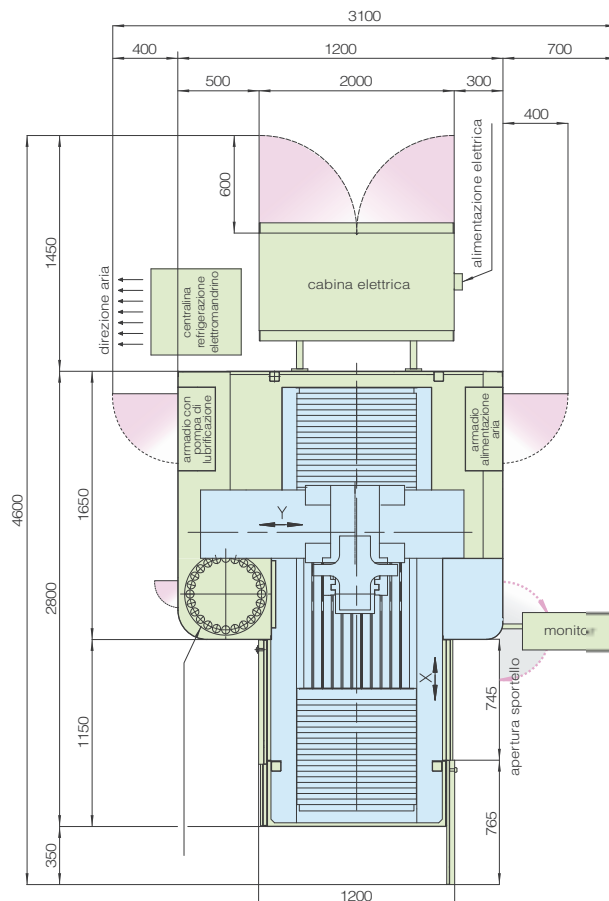 3100
400
1200
700
500
2000
300
400
600
alimentazione elettrica
1450
direzione aria
centralina
refrigerazione
elettromandrino
cabina elettrica
armadio con
pompa di
lubrificazione
armadio
alimentazione
aria
4600
2800
1650
Y
monitor
X
745
apertura sportello
1150
765
350
1200